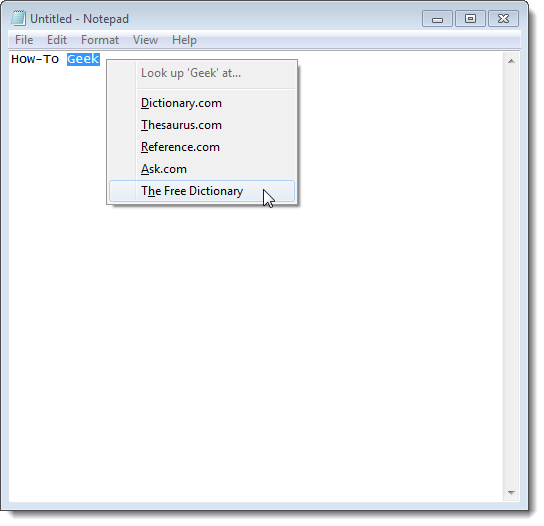 Untitled - Notepad
File Edit Format View Help
How-To Geek
Look up 'Geek' at...
Dictionary.com
Thesaurus.com
Reference.com
Ask.com
The Free Dictionary